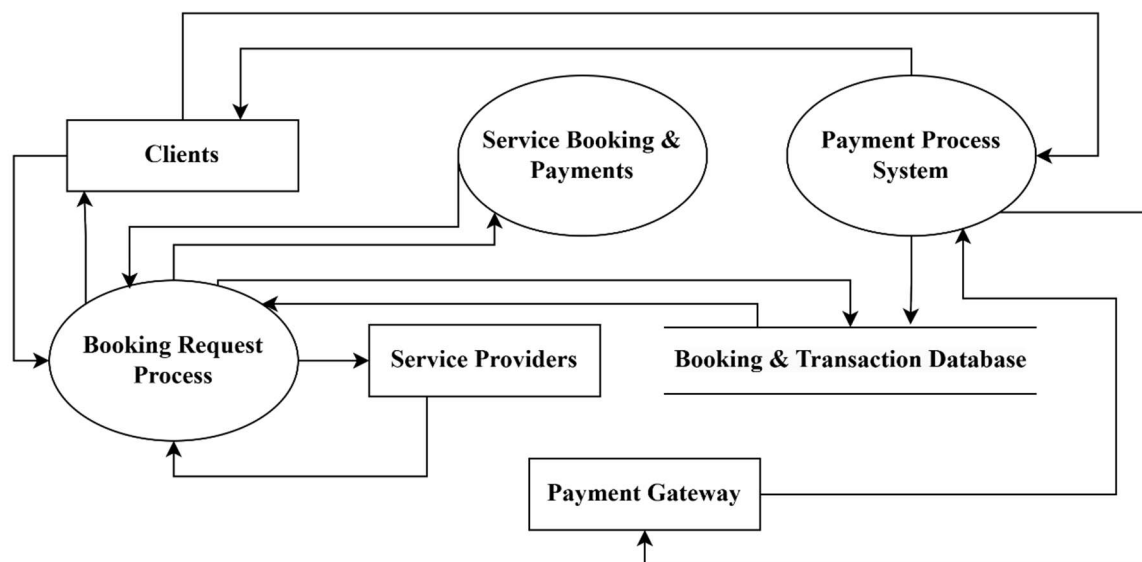 Clients
Service Booking &
Payments
Payment Process
System
Booking Request
Process
Service Providers
Booking & Transaction Database
Payment Gateway